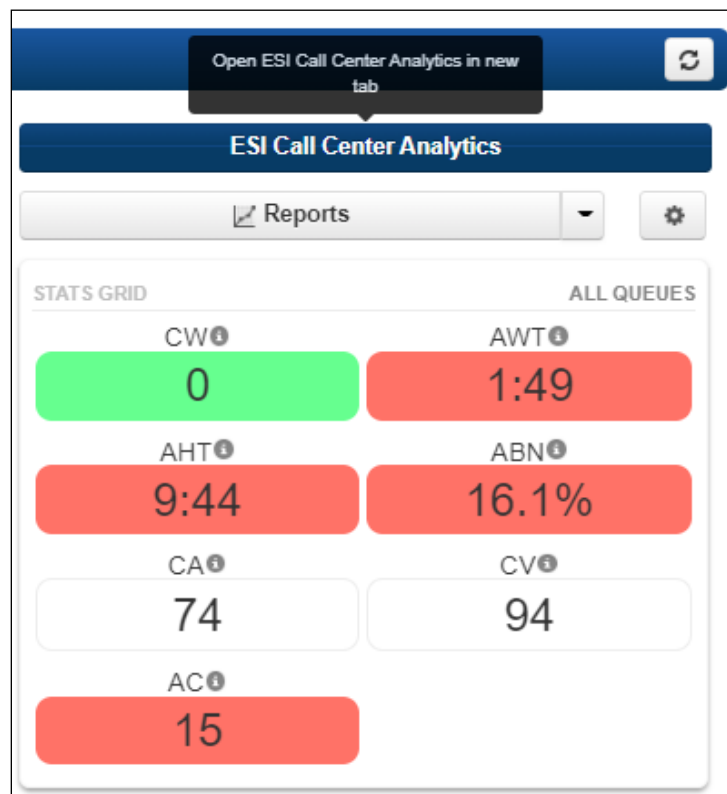 Open ESI Call Center Analytics in new
tab
ESI Call Center Analytics
Reports
STATS GRID ALL QUEUES
CW AWT
0 1:49
AHT ABN
9:44 16.1%
CA CV
74 94
AC
15